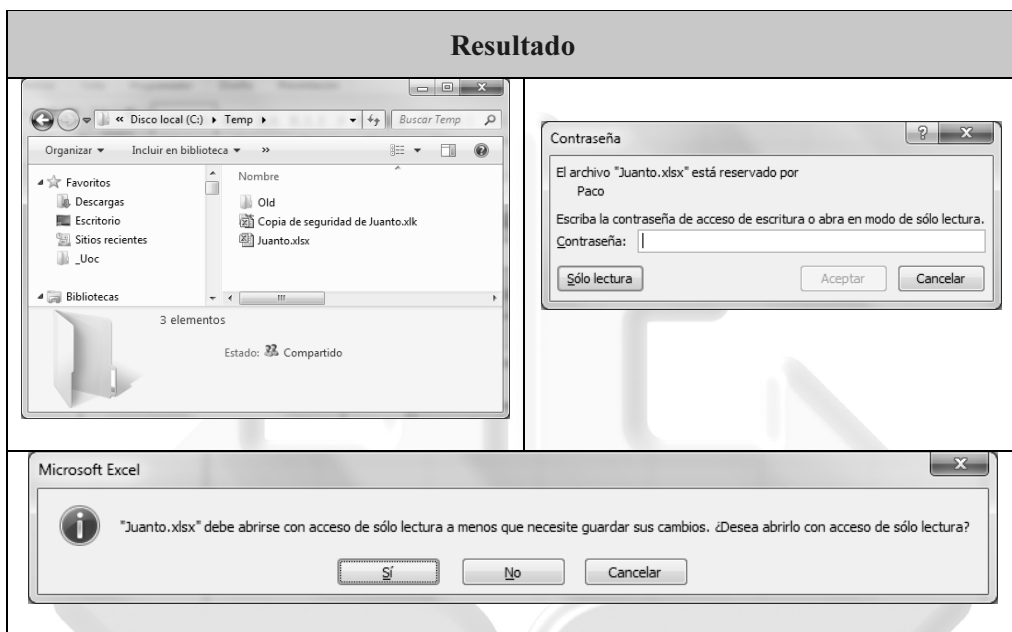 Resultado
« Disco local (C:) ▸ Temp ▸
Buscar Temp
Organizar ▾ Incluir en biblioteca ▾ »
Favoritos
Descargas
Escritorio
Sitios recientes
_Uoc
Bibliotecas
Nombre
Old
Copia de seguridad de Juanto.xlk
Juanto.xlsx
3 elementos
Estado: Compartido
Contraseña
El archivo "Juanto.xlsx" está reservado por
Paco
Escriba la contraseña de acceso de escritura o abra en modo de sólo lectura.
Contraseña:
Sólo lectura Aceptar Cancelar
Microsoft Excel
"Juanto.xlsx" debe abrirse con acceso de sólo lectura a menos que necesite guardar sus cambios. ¿Desea abrirlo con acceso de sólo lectura?
Sí No Cancelar